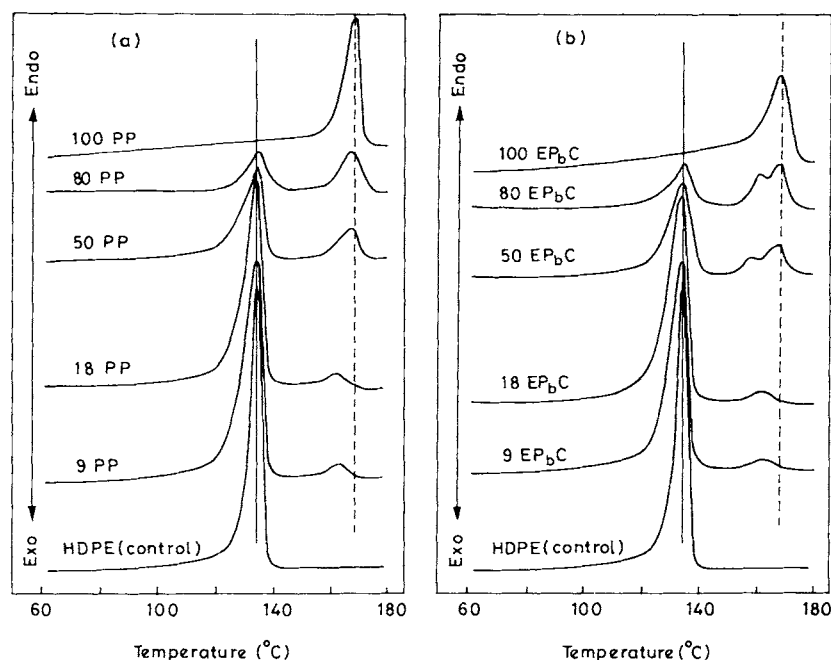 (a)
Endo
100 PP
80 PP
50 PP
18 PP
9 PP
HDPE(control)
Exo
60 100 140 180
Temperature (°C)
(b)
Endo
100 EPbC
80 EPbC
50 EPbC
18 EPbC
9 EPbC
HDPE(control)
Exo
60 100 140 180
Temperature (°C)